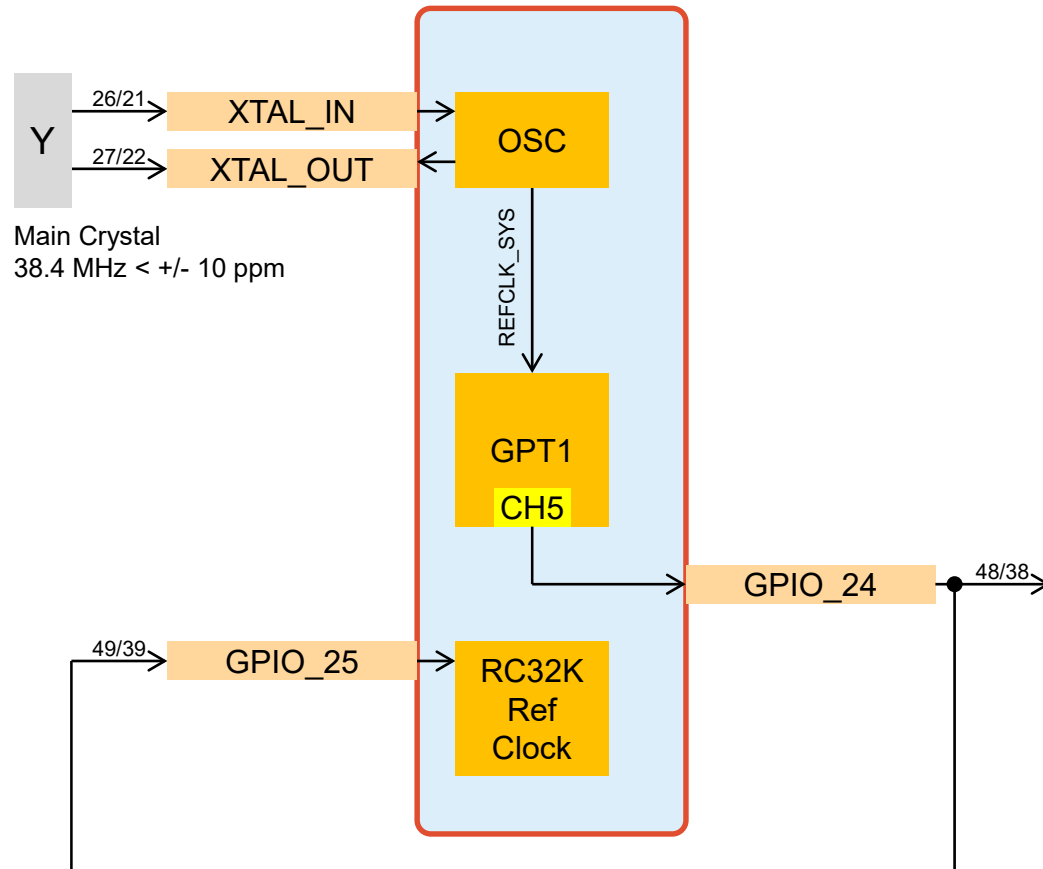 26/21
XTAL_IN
OSC
Y
27/22
XTAL_OUT
Main Crystal
38.4 MHz < +/- 10 ppm
REFCLK_SYS
GPT1
CH5
GPIO_24
48/38
49/39
GPIO_25
RC32K
Ref
Clock